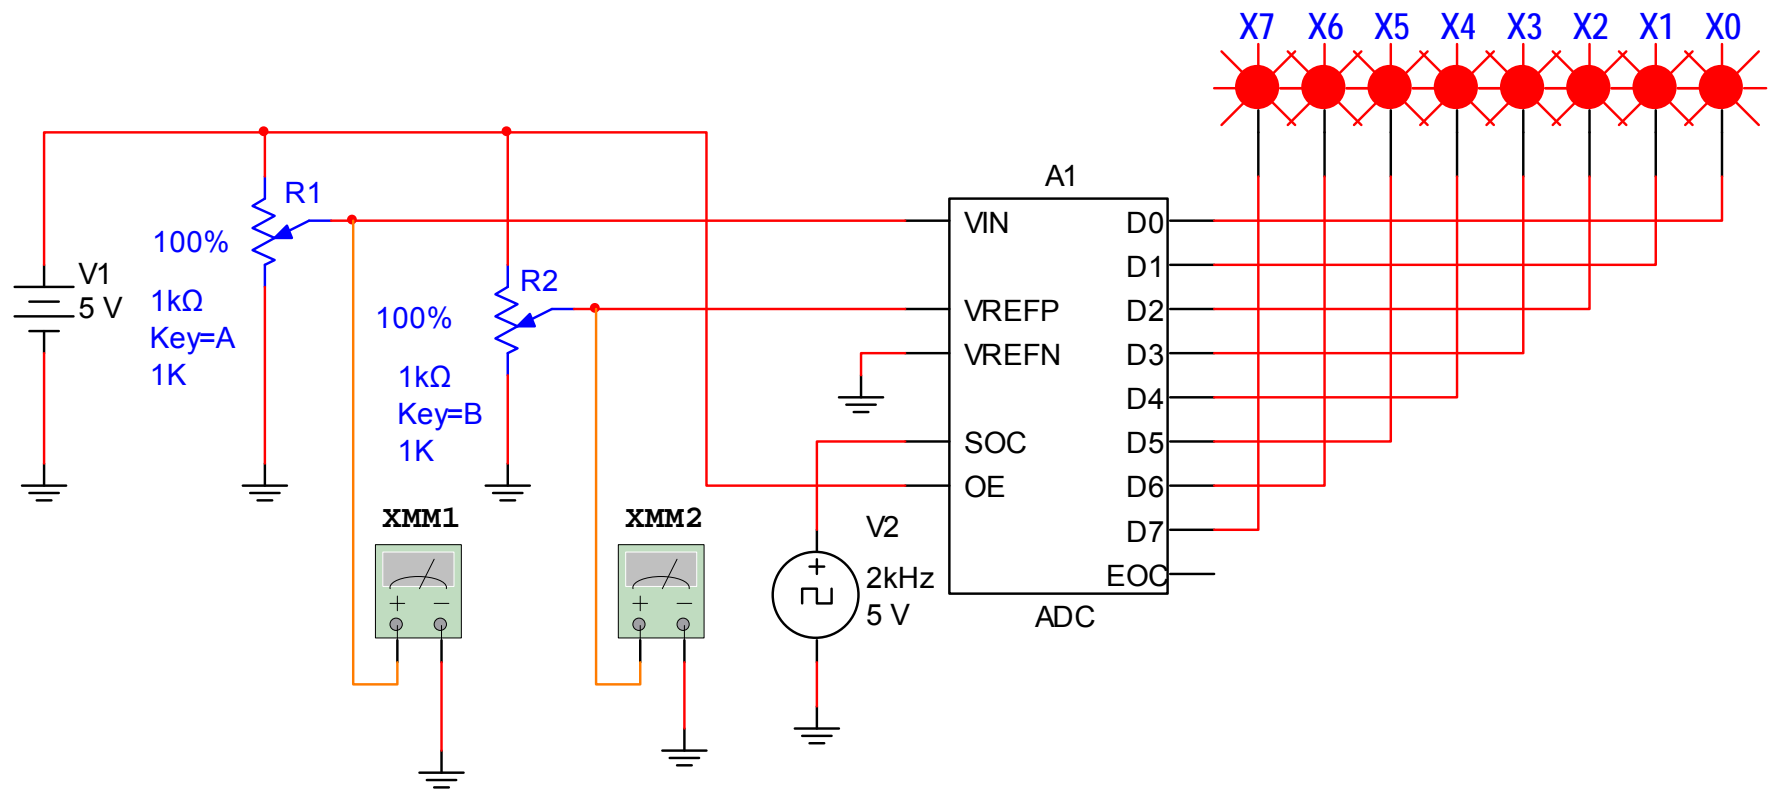 X7 X6 X5 X4 X3 X2 X1 X0
A1
R1
100%
1kΩ
Key=A
1K
V1
5 V
R2
100%
1kΩ
Key=B
1K
VIN
VREFP
VREFN
SOC
OE
D0
D1
D2
D3
D4
D5
D6
D7
EOC
ADC
XMM1
+ −
XMM2
+ −
V2
+
2kHz
5 V